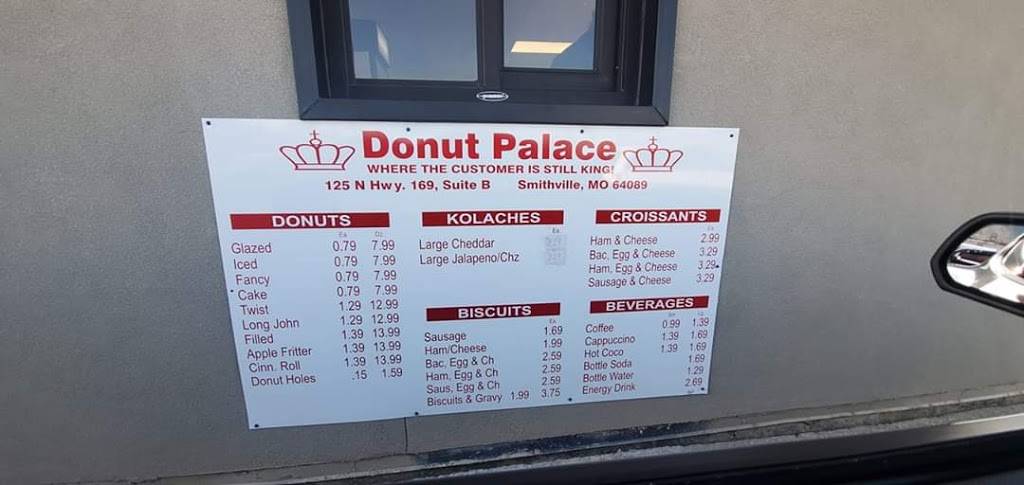 Donut Palace
WHERE THE CUSTOMER IS STILL KING!
125 N Hwy. 169, Suite B Smithville, MO 64089
DONUTS
Ea. Dz.
Glazed 0.79 7.99
Iced 0.79 7.99
Fancy 0.79 7.99
Cake 0.79 7.99
Twist 1.29 12.99
Long John 1.29 12.99
Filled 1.39 13.99
Apple Fritter 1.39 13.99
Cinn. Roll 1.39 13.99
Donut Holes .15 1.59
KOLACHES
Ea.
Large Cheddar
Large Jalapeno/Chz
BISCUITS
Ea.
Sausage 1.69
Ham/Cheese 1.99
Bac, Egg & Ch 2.59
Ham, Egg & Ch 2.59
Saus, Egg & Ch 2.59
Biscuits & Gravy 1.99 3.75
CROISSANTS
Ea.
Ham & Cheese 2.99
Bac, Egg & Cheese 3.29
Ham, Egg & Cheese 3.29
Sausage & Cheese 3.29
BEVERAGES
Coffee 0.99 1.39
Cappuccino 1.39 1.69
Hot Coco 1.39 1.69
Bottle Soda 1.69
Bottle Water 1.29
Energy Drink 2.69